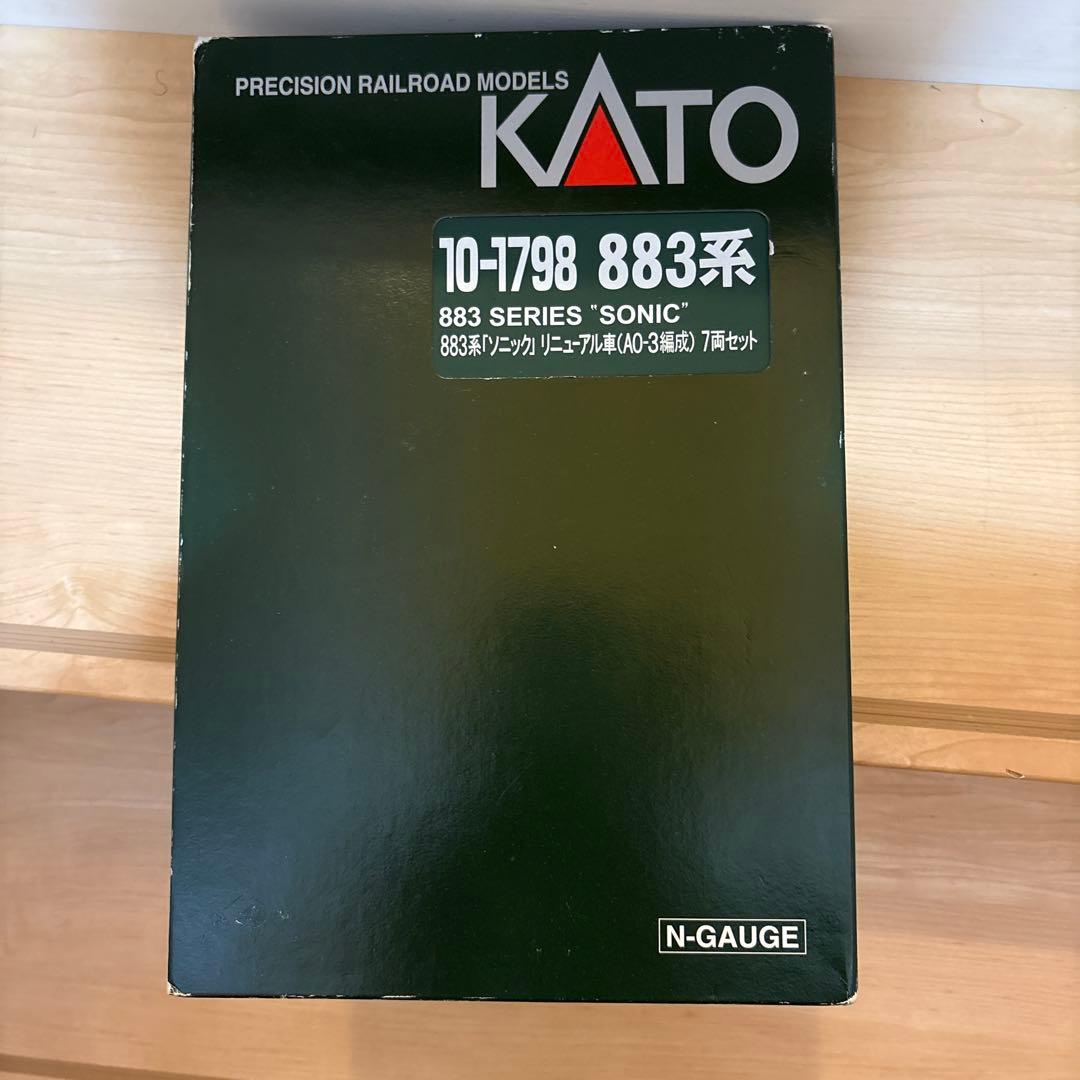 PRECISION RAILROAD MODELS
KATO
10-1798 883系
883 SERIES "SONIC"
883系「ソニック」リニューアル車(AO-3編成) 7両セット
N-GAUGE